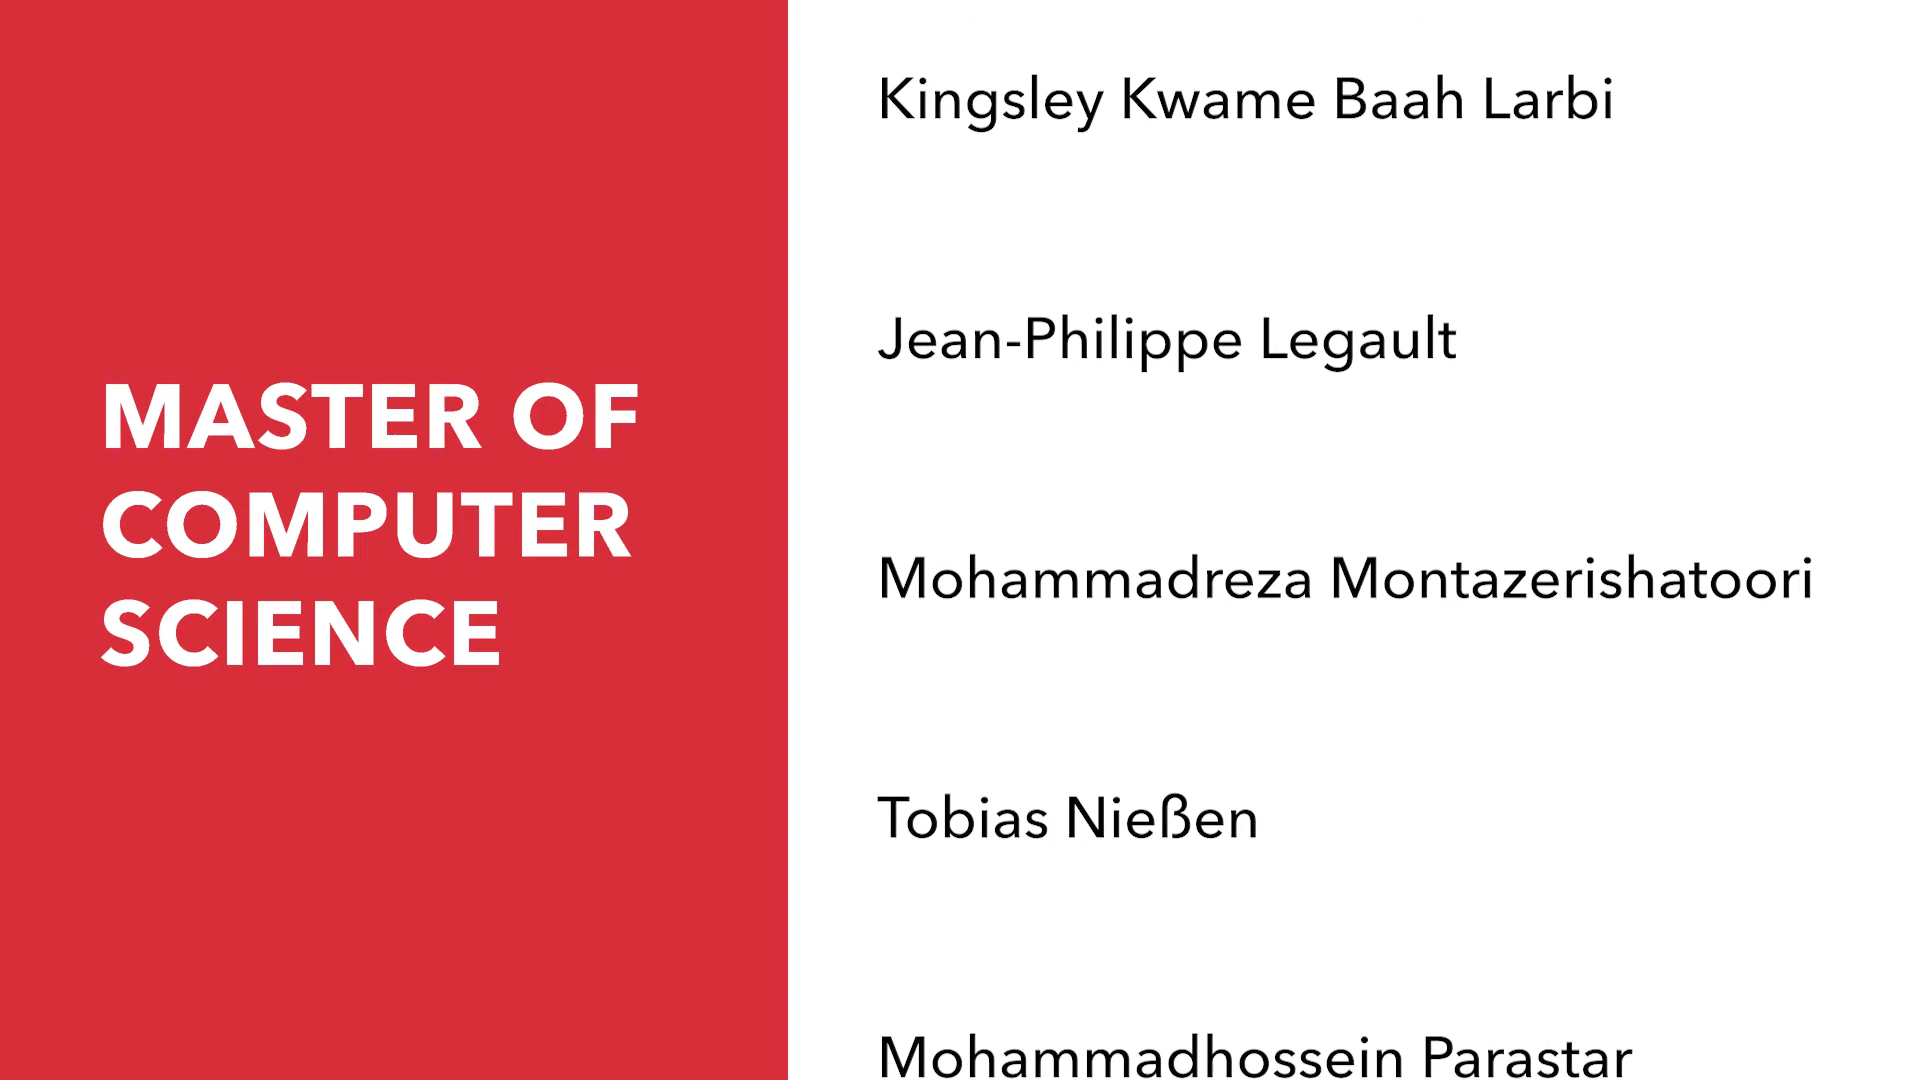 MASTER OF
COMPUTER
SCIENCE
Kingsley Kwame Baah Larbi
Jean-Philippe Legault
Mohammadreza Montazerishatoori
Tobias Nießen
Mohammadhossein Parastar